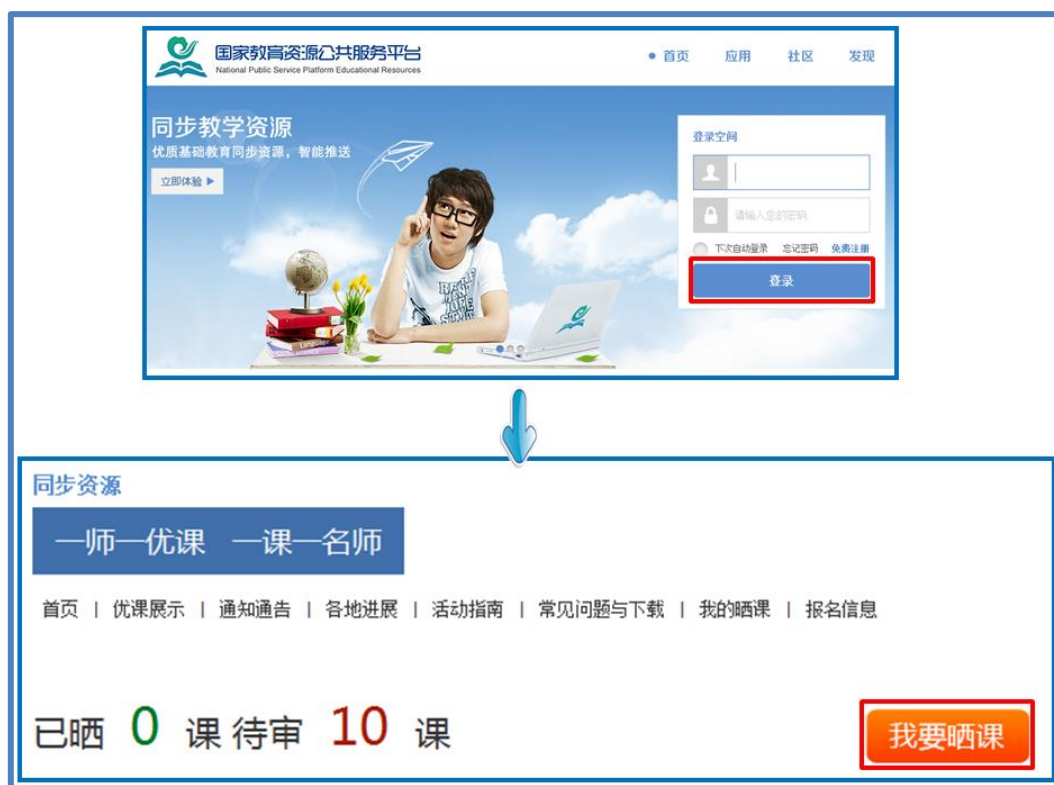 国家教育资源公共服务平台
National Public Service Platform Educational Resources
首页 应用 社区 发现
同步教学资源
优质基础教育同步资源，智能推送
立即体验
登录空间
请输入您的密码
下次自动登录 忘记密码 免费注册
登录
同步资源
一师一优课 一课一名师
首页 | 优课展示 | 通知通告 | 各地进展 | 活动指南 | 常见问题与下载 | 我的晒课 | 报名信息
已晒 0 课 待审 10 课
我要晒课